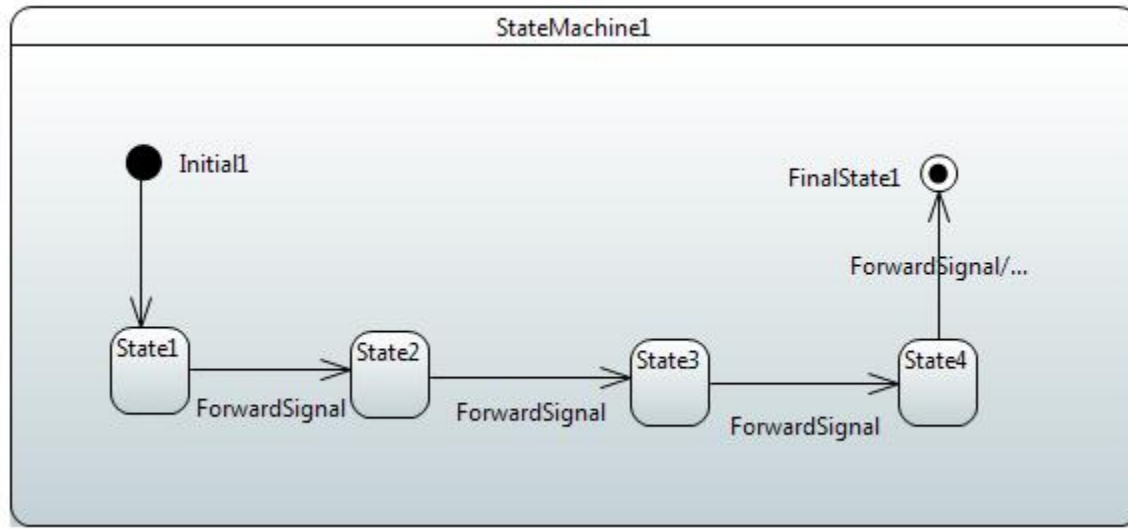 StateMachine1
Initial1
FinalState1
ForwardSignal/...
State1
State2
State3
State4
ForwardSignal
ForwardSignal
ForwardSignal